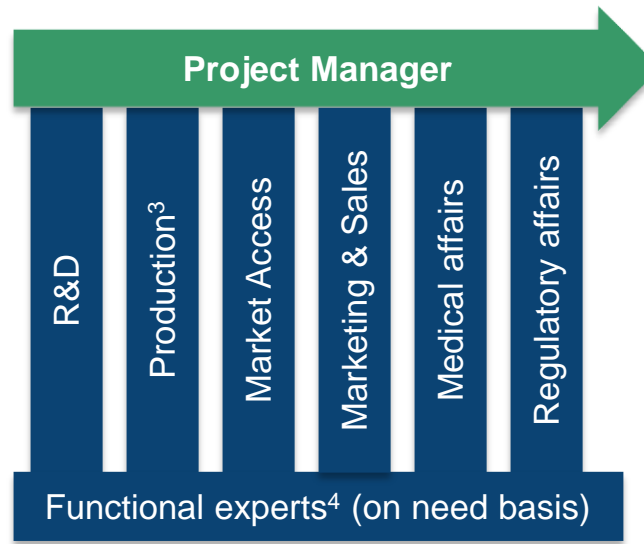 Project Manager
R&D
Production³
Market Access
Marketing & Sales
Medical affairs
Regulatory affairs
Functional experts⁴ (on need basis)